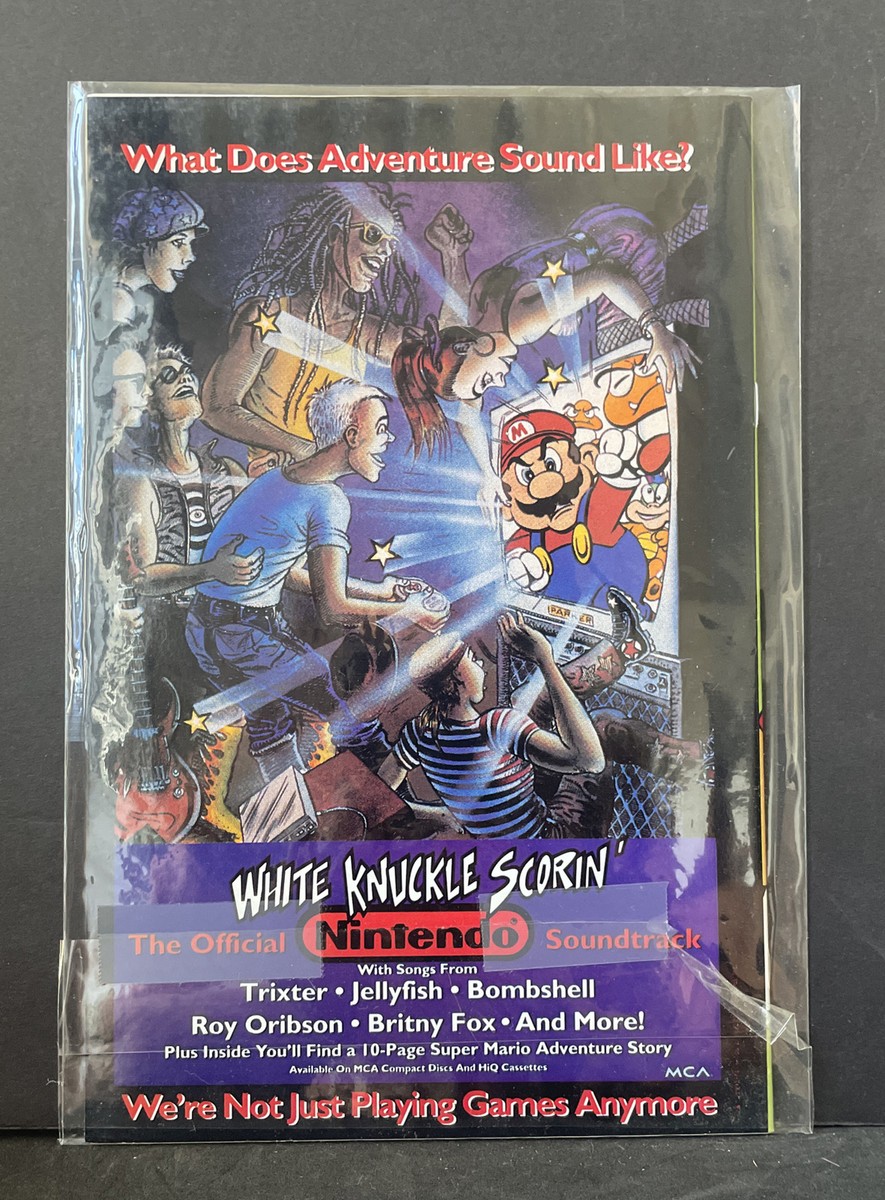 What Does Adventure Sound Like?
M
PARKER
WHITE KNUCKLE SCORIN'
The Official Nintendo® Soundtrack
With Songs From
Trixter • Jellyfish • Bombshell
Roy Oribson • Britny Fox • And More!
Plus Inside You'll Find a 10-Page Super Mario Adventure Story
Available On MCA Compact Discs And HiQ Cassettes
MCA
We're Not Just Playing Games Anymore